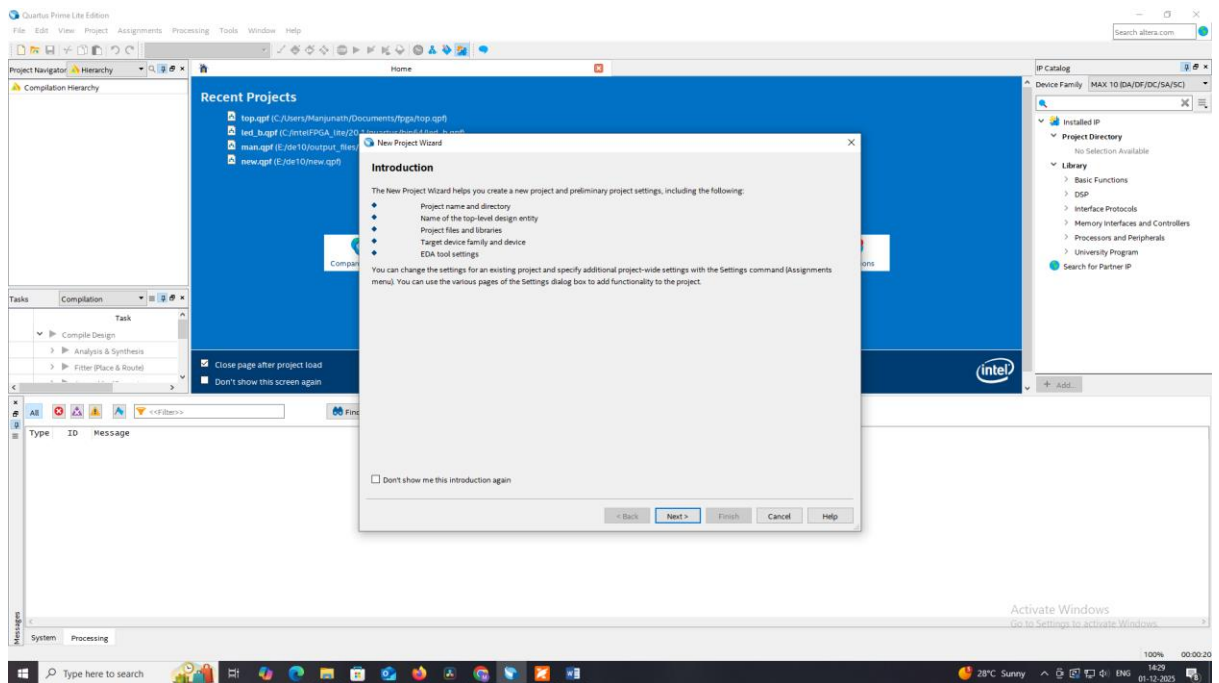 Quartus Prime Lite Edition
File Edit View Project Assignments Processing Tools Window Help
Search altera.com
Project Navigator Hierarchy
Compilation Hierarchy
Home
Recent Projects
top.qpf (C:/Users/Manjunath/Documents/fpga/top.qpf)
led_b.qpf (C:/intelFPGA_lite/20.1/quartus/bin64/led_b.qpf)
man.qpf (E:/de10/output_files/
new.qpf (E:/de10/new.qpf)
Compar
ons
Close page after project load
Don't show this screen again
intel
New Project Wizard
Introduction
The New Project Wizard helps you create a new project and preliminary project settings, including the following:
Project name and directory
Name of the top-level design entity
Project files and libraries
Target device family and device
EDA tool settings
You can change the settings for an existing project and specify additional project-wide settings with the Settings command (Assignments
menu). You can use the various pages of the Settings dialog box to add functionality to the project.
Don't show me this introduction again
< Back Next > Finish Cancel Help
IP Catalog
Device Family MAX 10 (DA/DF/DC/SA/SC)
Installed IP
Project Directory
No Selection Available
Library
Basic Functions
DSP
Interface Protocols
Memory Interfaces and Controllers
Processors and Peripherals
University Program
Search for Partner IP
+ Add...
Tasks Compilation
Task
Compile Design
Analysis & Synthesis
Fitter (Place & Route)
All <<Filter>> Find
Type ID Message
Messages
System Processing
Activate Windows
Go to Settings to activate Windows.
100% 00:00:20
Type here to search
28°C Sunny ENG 14:29
01-12-2025